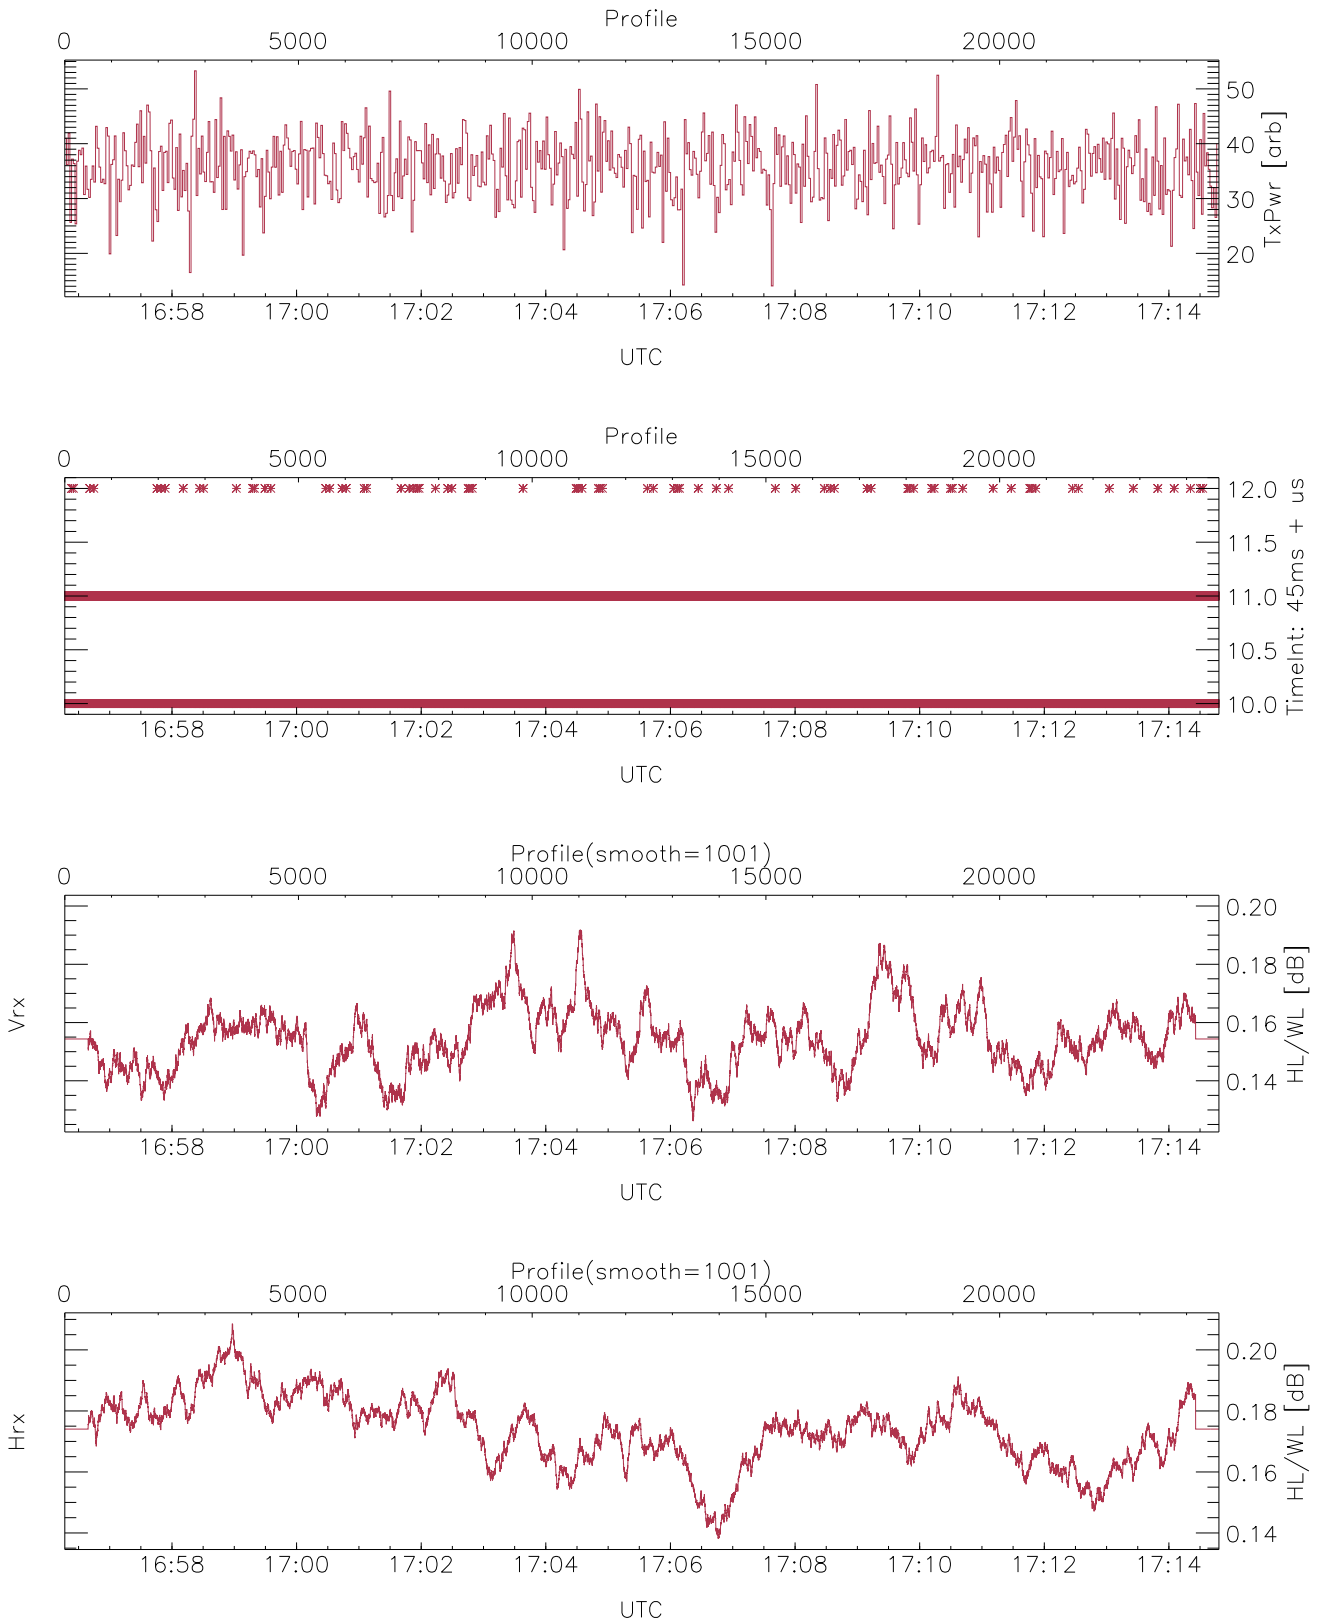 Profile
0 5000 10000 15000 20000
50
40
30
20
TxPwr [arb]
16:58 17:00 17:02 17:04 17:06 17:08 17:10 17:12 17:14
UTC
Profile
0 5000 10000 15000 20000
12.0
11.5
11.0
10.5
10.0
TimeInt: 45ms + us
16:58 17:00 17:02 17:04 17:06 17:08 17:10 17:12 17:14
UTC
Profile(smooth=1001)
0 5000 10000 15000 20000
Vrx
0.20
0.18
0.16
0.14
HL/WL [dB]
16:58 17:00 17:02 17:04 17:06 17:08 17:10 17:12 17:14
UTC
Profile(smooth=1001)
0 5000 10000 15000 20000
Hrx
0.20
0.18
0.16
0.14
HL/WL [dB]
16:58 17:00 17:02 17:04 17:06 17:08 17:10 17:12 17:14
UTC